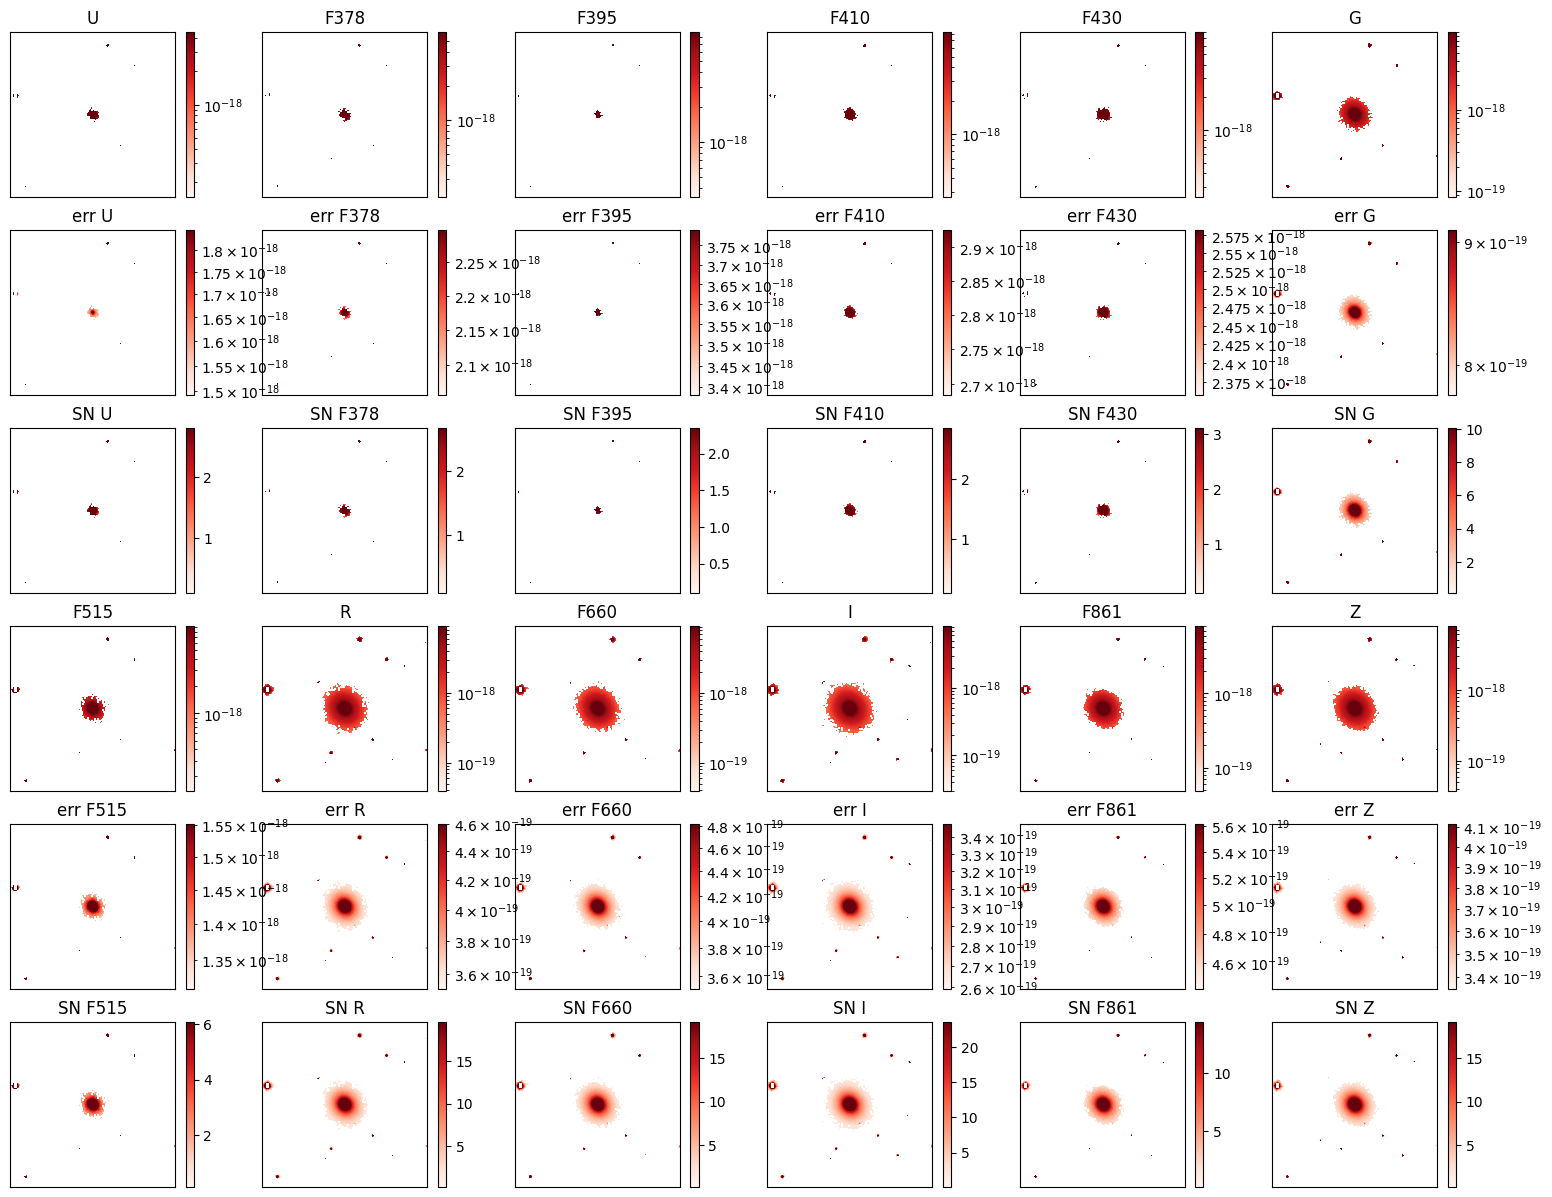 U F378 F395 F410 F430 G
10⁻¹⁸ 10⁻¹⁸ 10⁻¹⁸ 10⁻¹⁸ 10⁻¹⁸ 10⁻¹⁸
10⁻¹⁹
err U err F378 err F395 err F410 err F430 err G
1.8 × 10⁻¹⁸ 2.25 × 10⁻¹⁸ 3.75 × 10⁻¹⁸ 2.9 × 10⁻¹⁸ 2.575 × 10⁻¹⁸ 9 × 10⁻¹⁹
1.75 × 10⁻¹⁸ 2.2 × 10⁻¹⁸ 3.7 × 10⁻¹⁸ 2.85 × 10⁻¹⁸ 2.55 × 10⁻¹⁸ 8 × 10⁻¹⁹
1.7 × 10⁻¹⁸ 2.15 × 10⁻¹⁸ 3.65 × 10⁻¹⁸ 2.8 × 10⁻¹⁸ 2.525 × 10⁻¹⁸
1.65 × 10⁻¹⁸ 2.1 × 10⁻¹⁸ 3.6 × 10⁻¹⁸ 2.75 × 10⁻¹⁸ 2.5 × 10⁻¹⁸
1.6 × 10⁻¹⁸ 3.55 × 10⁻¹⁸ 2.7 × 10⁻¹⁸ 2.475 × 10⁻¹⁸
1.55 × 10⁻¹⁸ 3.5 × 10⁻¹⁸ 2.45 × 10⁻¹⁸
1.5 × 10⁻¹⁸ 3.45 × 10⁻¹⁸ 2.425 × 10⁻¹⁸
3.4 × 10⁻¹⁸ 2.4 × 10⁻¹⁸
2.375 × 10⁻¹⁸
SN U SN F378 SN F395 SN F410 SN F430 SN G
2 2 2.0 2 3 10
1 1 1.5 1 2 8
1.0 1 6
0.5 4
2
F515 R F660 I F861 Z
10⁻¹⁸ 10⁻¹⁸ 10⁻¹⁸ 10⁻¹⁸ 10⁻¹⁸ 10⁻¹⁸
10⁻¹⁹ 10⁻¹⁹ 10⁻¹⁹ 10⁻¹⁹ 10⁻¹⁹
err F515 err R err F660 err I err F861 err Z
1.55 × 10⁻¹⁸ 4.6 × 10⁻¹⁹ 4.8 × 10⁻¹⁹ 3.4 × 10⁻¹⁹ 5.6 × 10⁻¹⁹ 4.1 × 10⁻¹⁹
1.5 × 10⁻¹⁸ 4.4 × 10⁻¹⁹ 4.6 × 10⁻¹⁹ 3.3 × 10⁻¹⁹ 5.4 × 10⁻¹⁹ 4 × 10⁻¹⁹
1.45 × 10⁻¹⁸ 4.2 × 10⁻¹⁹ 4.4 × 10⁻¹⁹ 3.2 × 10⁻¹⁹ 5.2 × 10⁻¹⁹ 3.9 × 10⁻¹⁹
1.4 × 10⁻¹⁸ 4 × 10⁻¹⁹ 4.2 × 10⁻¹⁹ 3.1 × 10⁻¹⁹ 5 × 10⁻¹⁹ 3.8 × 10⁻¹⁹
1.35 × 10⁻¹⁸ 3.8 × 10⁻¹⁹ 4 × 10⁻¹⁹ 3 × 10⁻¹⁹ 4.8 × 10⁻¹⁹ 3.7 × 10⁻¹⁹
3.6 × 10⁻¹⁹ 3.8 × 10⁻¹⁹ 2.9 × 10⁻¹⁹ 4.6 × 10⁻¹⁹ 3.6 × 10⁻¹⁹
3.6 × 10⁻¹⁹ 2.8 × 10⁻¹⁹ 3.5 × 10⁻¹⁹
2.7 × 10⁻¹⁹ 3.4 × 10⁻¹⁹
2.6 × 10⁻¹⁹
SN F515 SN R SN F660 SN I SN F861 SN Z
6 15 15 20 10 15
4 10 10 15 5 10
2 5 5 10 5
5